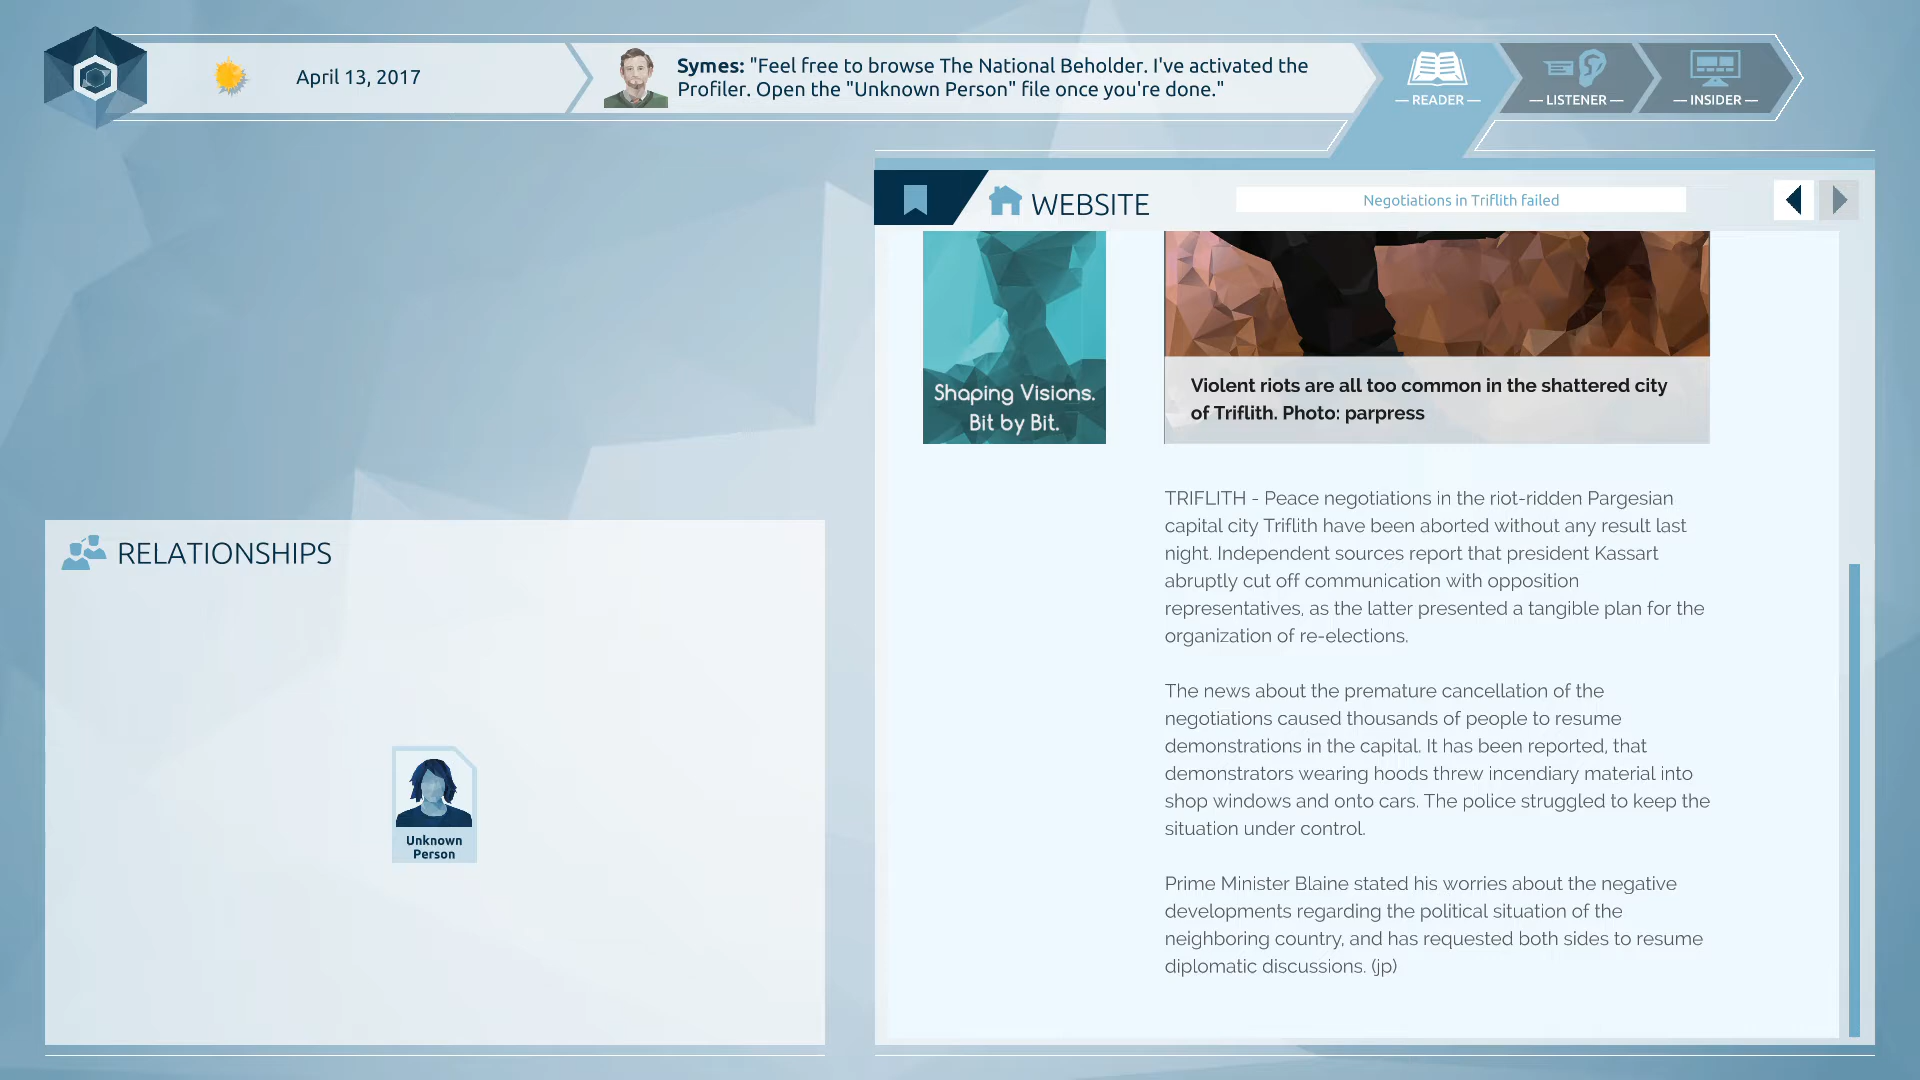 April 13, 2017
Symes: "Feel free to browse The National Beholder. I've activated the
Profiler. Open the "Unknown Person" file once you're done."
— READER —
— LISTENER —
— INSIDER —
WEBSITE
Negotiations in Triflith failed
Shaping Visions.
Bit by Bit.
Violent riots are all too common in the shattered city
of Triflith. Photo: parpress
TRIFLITH - Peace negotiations in the riot-ridden Pargesian
capital city Triflith have been aborted without any result last
night. Independent sources report that president Kassart
abruptly cut off communication with opposition
representatives, as the latter presented a tangible plan for the
organization of re-elections.
The news about the premature cancellation of the
negotiations caused thousands of people to resume
demonstrations in the capital. It has been reported, that
demonstrators wearing hoods threw incendiary material into
shop windows and onto cars. The police struggled to keep the
situation under control.
Prime Minister Blaine stated his worries about the negative
developments regarding the political situation of the
neighboring country, and has requested both sides to resume
diplomatic discussions. (jp)
RELATIONSHIPS
Unknown
Person